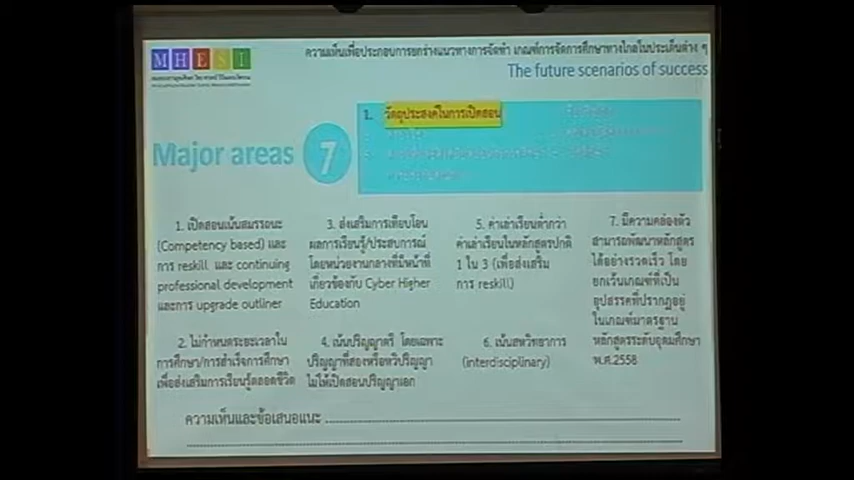 MHESI
ความเห็นเพื่อประกอบการยกร่างแนวทางการจัดทำ เกณฑ์การจัดการศึกษาทางไกลในประเด็นต่าง ๆ
The future scenarios of success
Major areas 7
1. วัตถุประสงค์ในการเปิดสอน
1. เปิดสอนเน้นสมรรถนะ
(Competency based) และ
การ reskill และ continuing
professional development
และการ upgrade outliner
2. ไม่กำหนดระยะเวลาใน
การศึกษา/การสำเร็จการศึกษา
เพื่อส่งเสริมการเรียนรู้ตลอดชีวิต
3. ส่งเสริมการเทียบโอน
ผลการเรียนรู้/ประสบการณ์
โดยหน่วยงานกลางที่มีหน้าที่
เกี่ยวข้องกับ Cyber Higher
Education
4. เน้นปริญญาตรี โดยเฉพาะ
ปริญญาที่สองหรือทวิปริญญา
ไม่ให้เปิดสอนปริญญาเอก
5. ค่าเล่าเรียนต่ำกว่า
ค่าเล่าเรียนในหลักสูตรปกติ
1 ใน 3 (เพื่อส่งเสริม
การ reskill)
6. เน้นสหวิทยาการ
(interdisciplinary)
7. มีความคล่องตัว
สามารถพัฒนาหลักสูตร
ได้อย่างรวดเร็ว โดย
ยกเว้นเกณฑ์ที่เป็น
อุปสรรคที่ปรากฏอยู่
ในเกณฑ์มาตรฐาน
หลักสูตรระดับอุดมศึกษา
พ.ศ.2558
ความเห็นและข้อเสนอแนะ